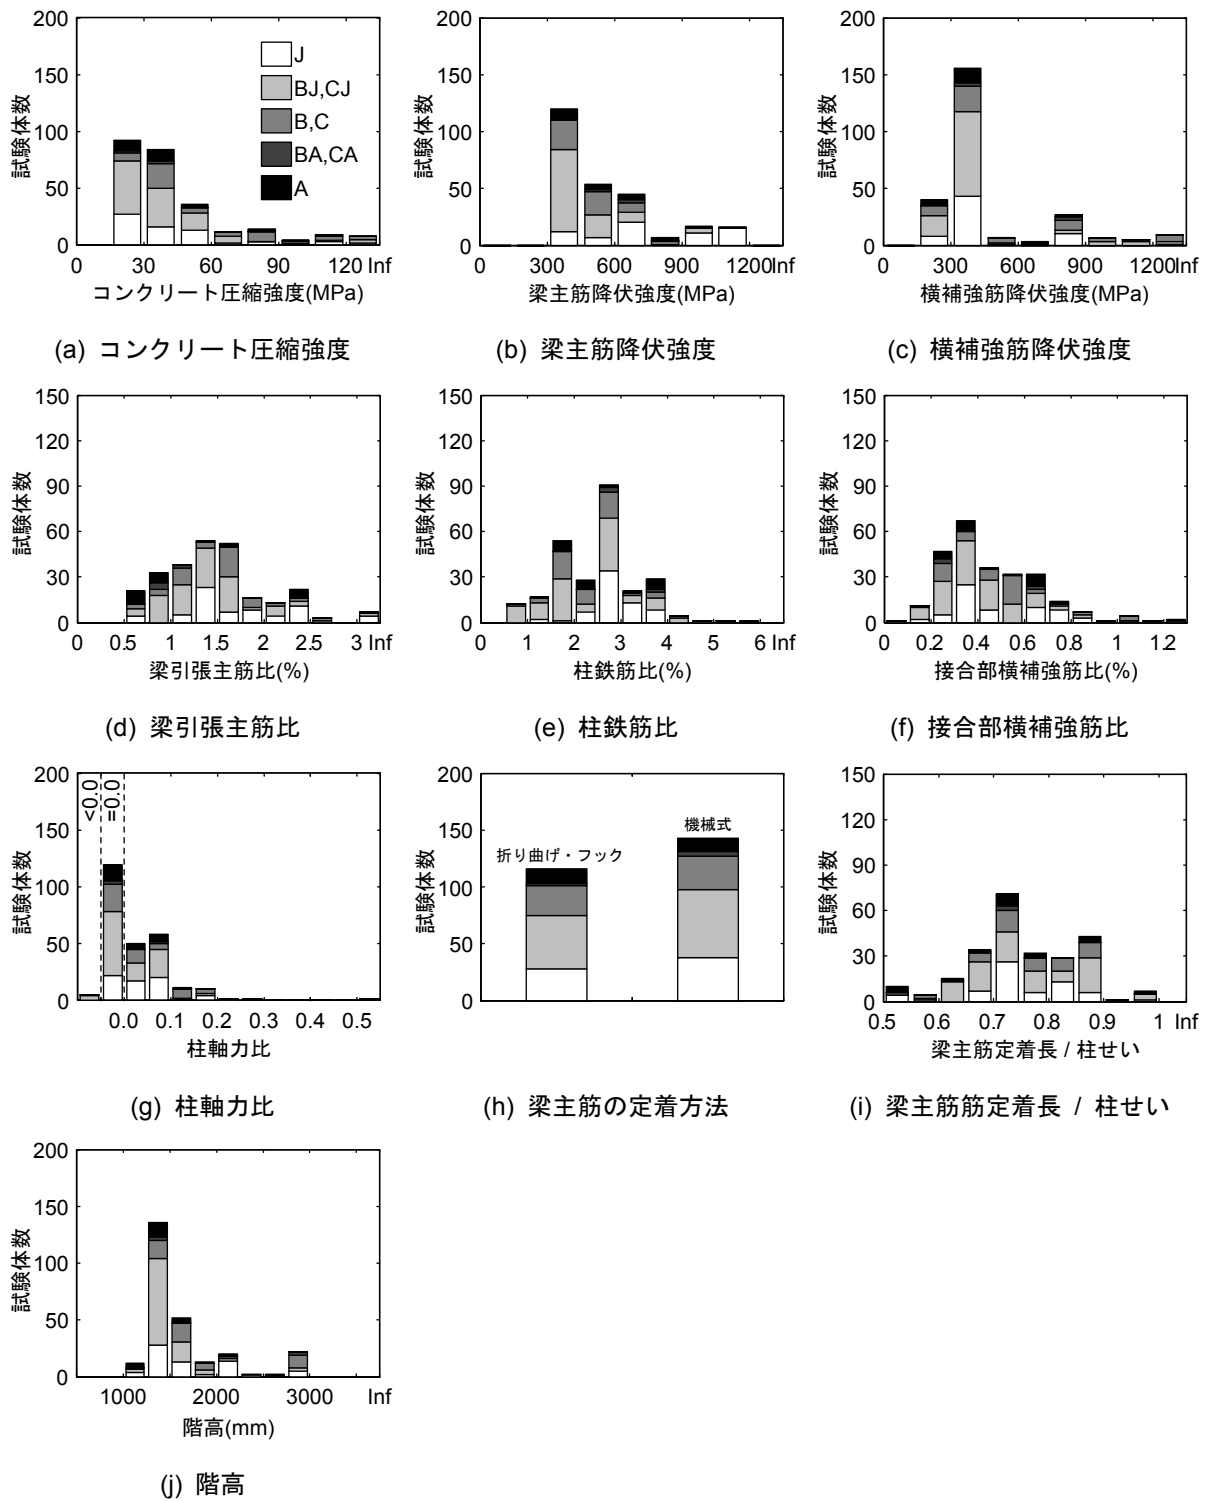 200
150
100
50
0
試験体数
J
BJ,CJ
B,C
BA,CA
A
0 30 60 90 120 Inf
コンクリート圧縮強度(MPa)
(a) コンクリート圧縮強度
200
150
100
50
0
試験体数
0 300 600 900 1200Inf
梁主筋降伏強度(MPa)
(b) 梁主筋降伏強度
200
150
100
50
0
試験体数
0 300 600 900 1200Inf
横補強筋降伏強度(MPa)
(c) 横補強筋降伏強度
150
120
90
60
30
0
試験体数
0 0.5 1 1.5 2 2.5 3 Inf
梁引張主筋比(%)
(d) 梁引張主筋比
150
120
90
60
30
0
試験体数
0 1 2 3 4 5 6 Inf
柱鉄筋比(%)
(e) 柱鉄筋比
150
120
90
60
30
0
試験体数
0 0.2 0.4 0.6 0.8 1 1.2 Inf
接合部横補強筋比(%)
(f) 接合部横補強筋比
200
150
100
50
0
試験体数
<0.0
=0.0
0.0 0.1 0.2 0.3 0.4 0.5 Inf
柱軸力比
(g) 柱軸力比
200
150
100
50
0
試験体数
折り曲げ・フック
機械式
(h) 梁主筋の定着方法
150
120
90
60
30
0
試験体数
0.5 0.6 0.7 0.8 0.9 1 Inf
梁主筋定着長 / 柱せい
(i) 梁主筋筋定着長 / 柱せい
200
150
100
50
0
試験体数
1000 2000 3000 Inf
階高(mm)
(j) 階高